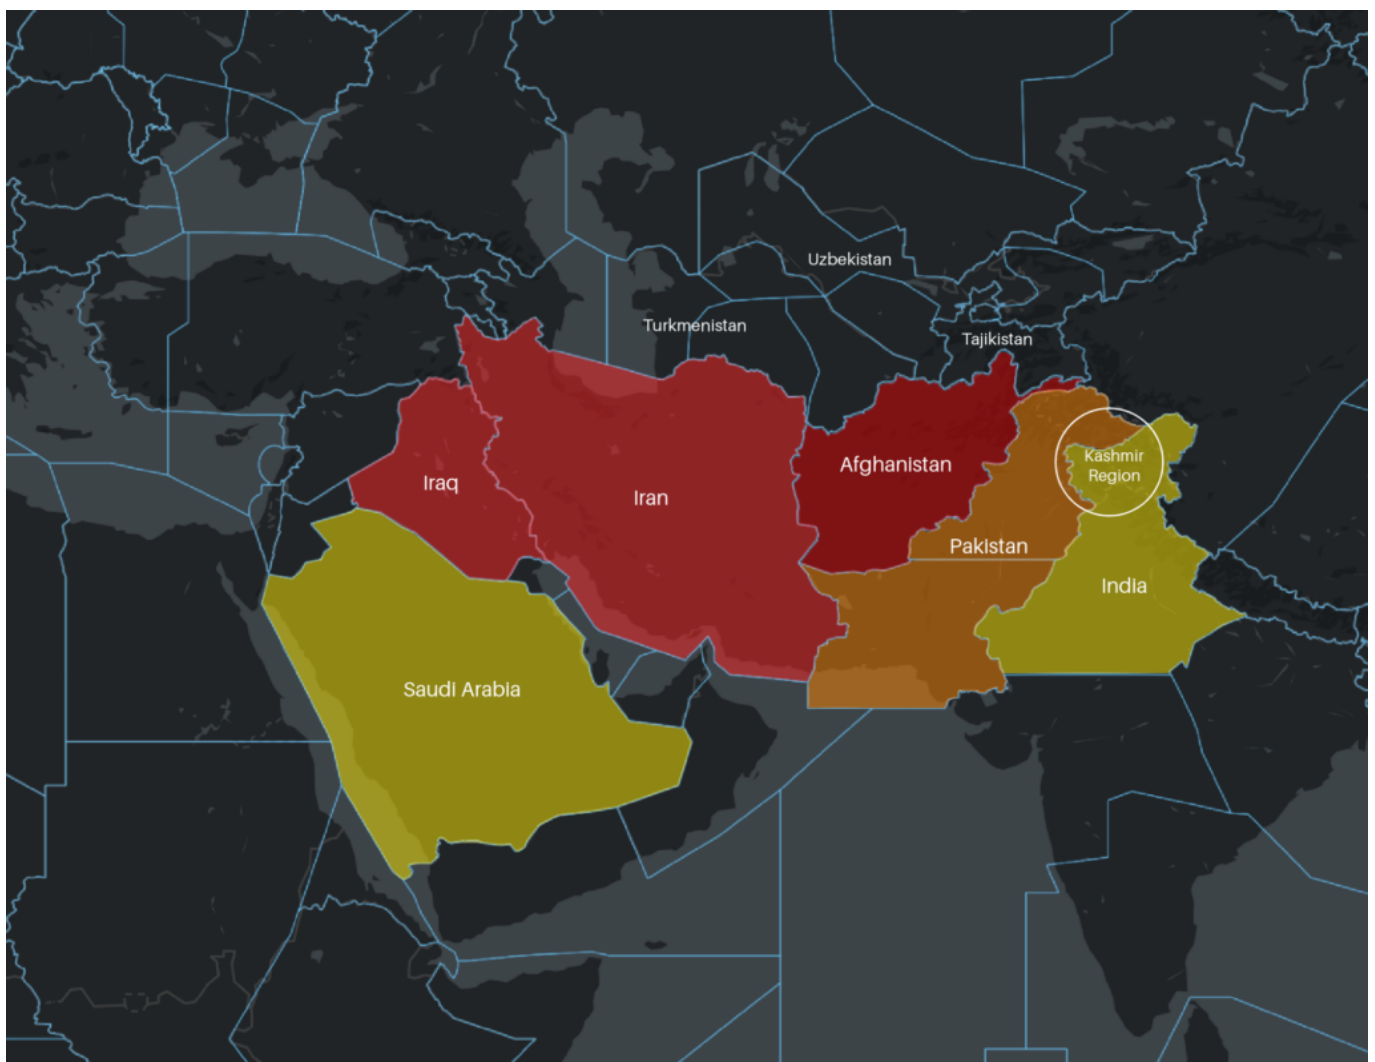 Uzbekistan
Turkmenistan
Tajikistan
Kashmir
Region
Afghanistan
Iraq
Iran
Pakistan
India
Saudi Arabia